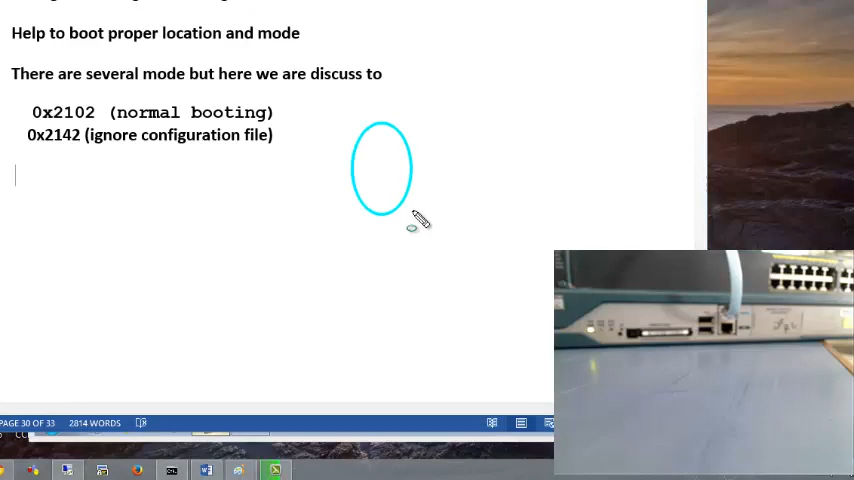 Help to boot proper location and mode
There are several mode but here we are discuss to
0x2102 (normal booting)
0x2142 (ignore configuration file)
PAGE 30 OF 33 2814 WORDS